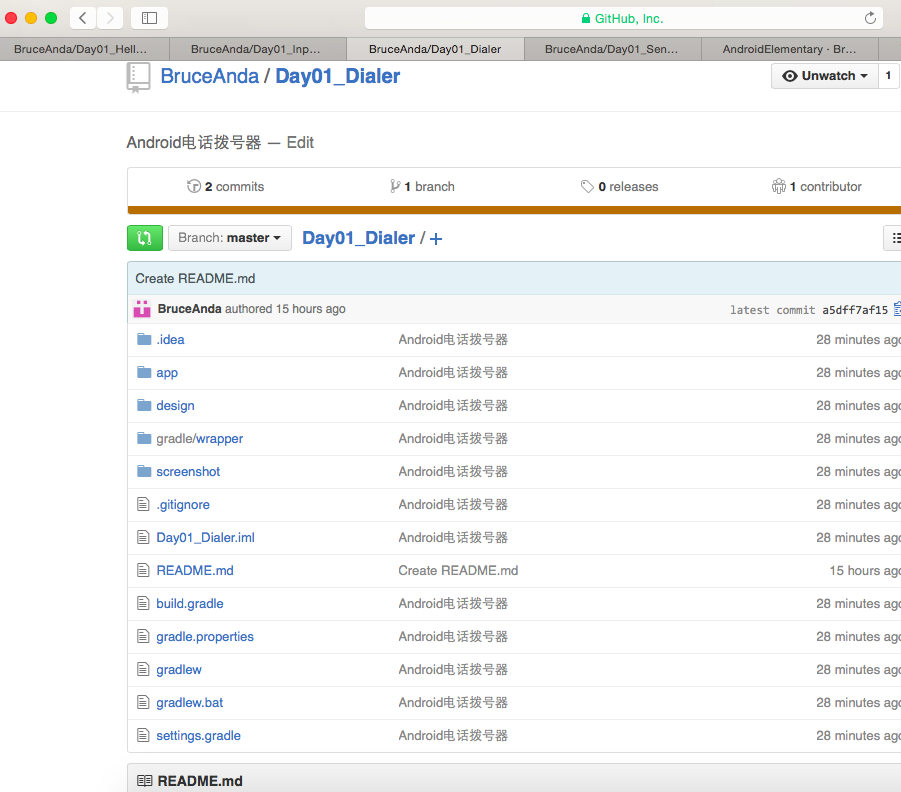 GitHub, Inc.
BruceAnda/Day01_Hell... BruceAnda/Day01_Inp... BruceAnda/Day01_Dialer BruceAnda/Day01_Sen... AndroidElementary · Br...
BruceAnda / Day01_Dialer Unwatch 1
Android电话拨号器 — Edit
2 commits 1 branch 0 releases 1 contributor
Branch: master Day01_Dialer / +
Create README.md
BruceAnda authored 15 hours ago latest commit a5dff7af15
.idea Android电话拨号器 28 minutes ago
app Android电话拨号器 28 minutes ago
design Android电话拨号器 28 minutes ago
gradle/wrapper Android电话拨号器 28 minutes ago
screenshot Android电话拨号器 28 minutes ago
.gitignore Android电话拨号器 28 minutes ago
Day01_Dialer.iml Android电话拨号器 28 minutes ago
README.md Create README.md 15 hours ago
build.gradle Android电话拨号器 28 minutes ago
gradle.properties Android电话拨号器 28 minutes ago
gradlew Android电话拨号器 28 minutes ago
gradlew.bat Android电话拨号器 28 minutes ago
settings.gradle Android电话拨号器 28 minutes ago
README.md